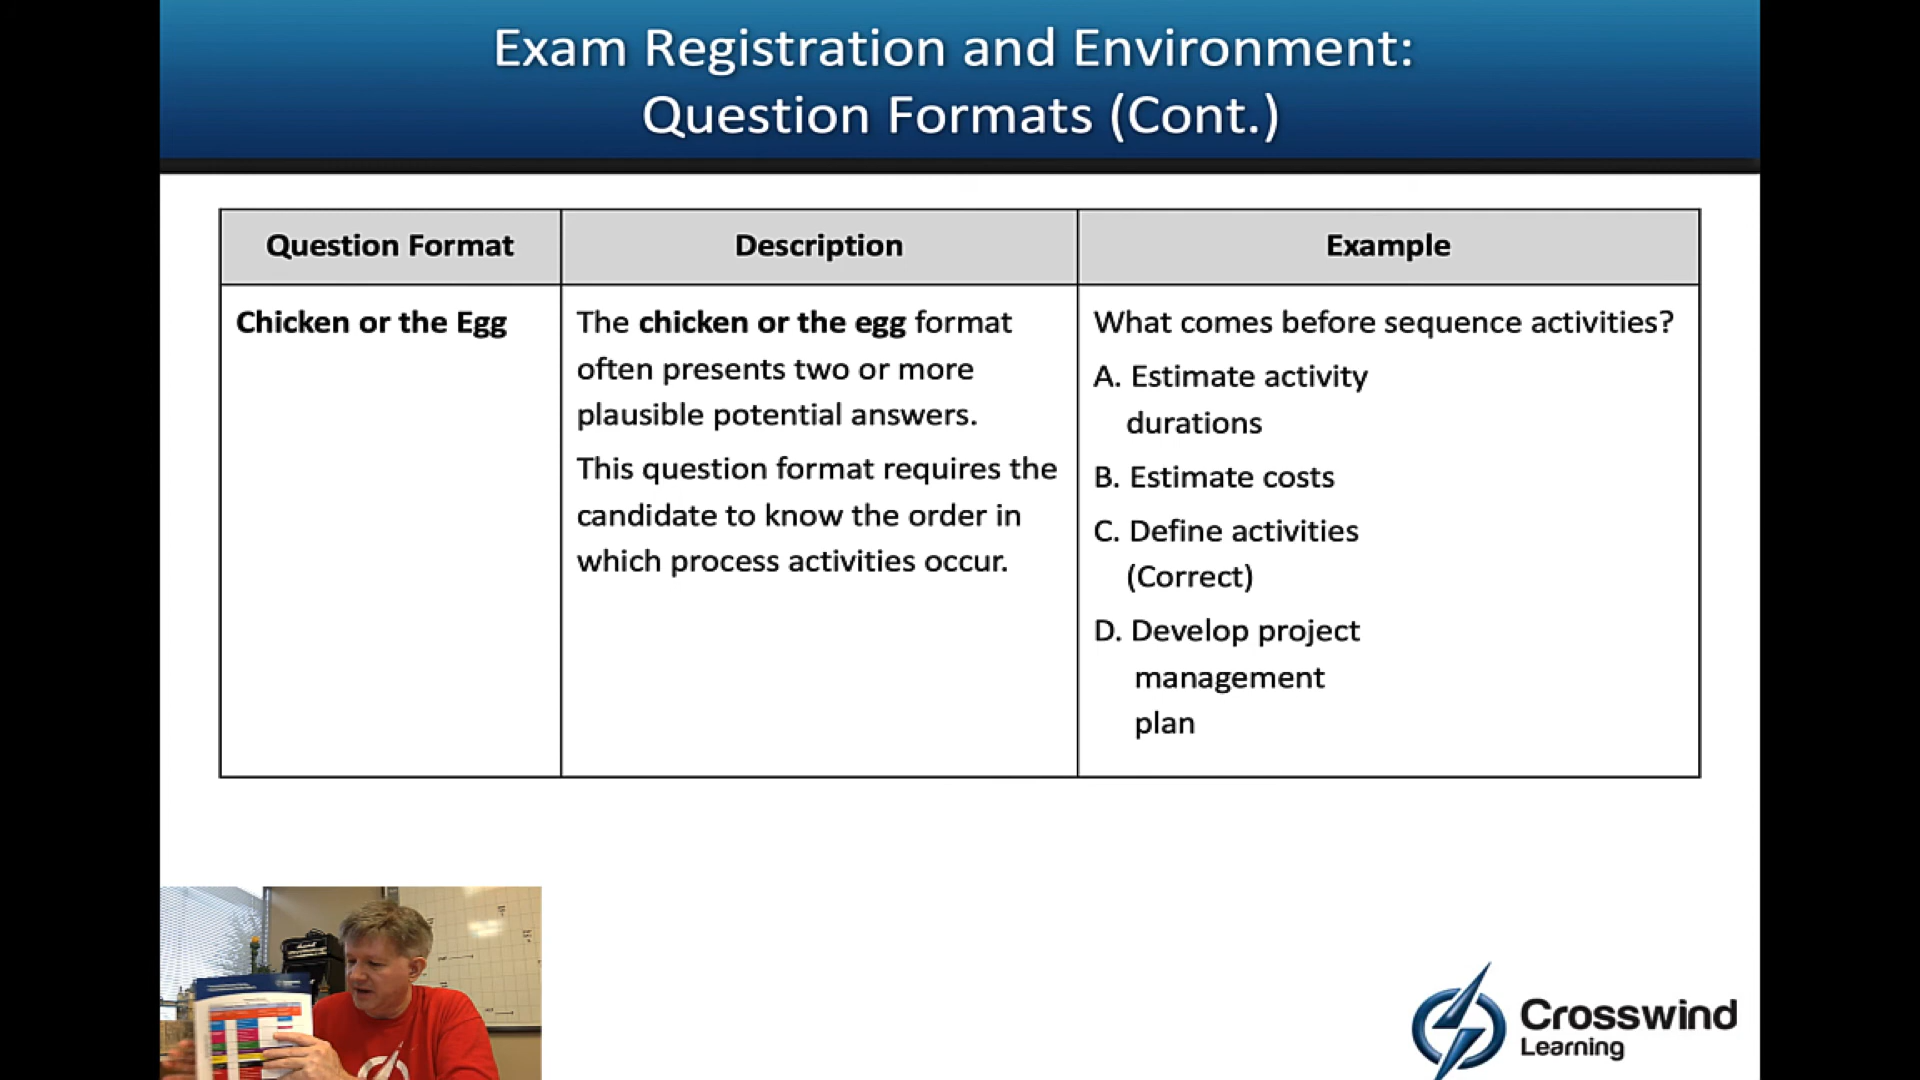 Exam Registration and Environment:
Question Formats (Cont.)
Question Format
Description
Example
Chicken or the Egg
The chicken or the egg format
often presents two or more
plausible potential answers.
This question format requires the
candidate to know the order in
which process activities occur.
What comes before sequence activities?
A. Estimate activity
durations
B. Estimate costs
C. Define activities
(Correct)
D. Develop project
management
plan
Crosswind
Learning